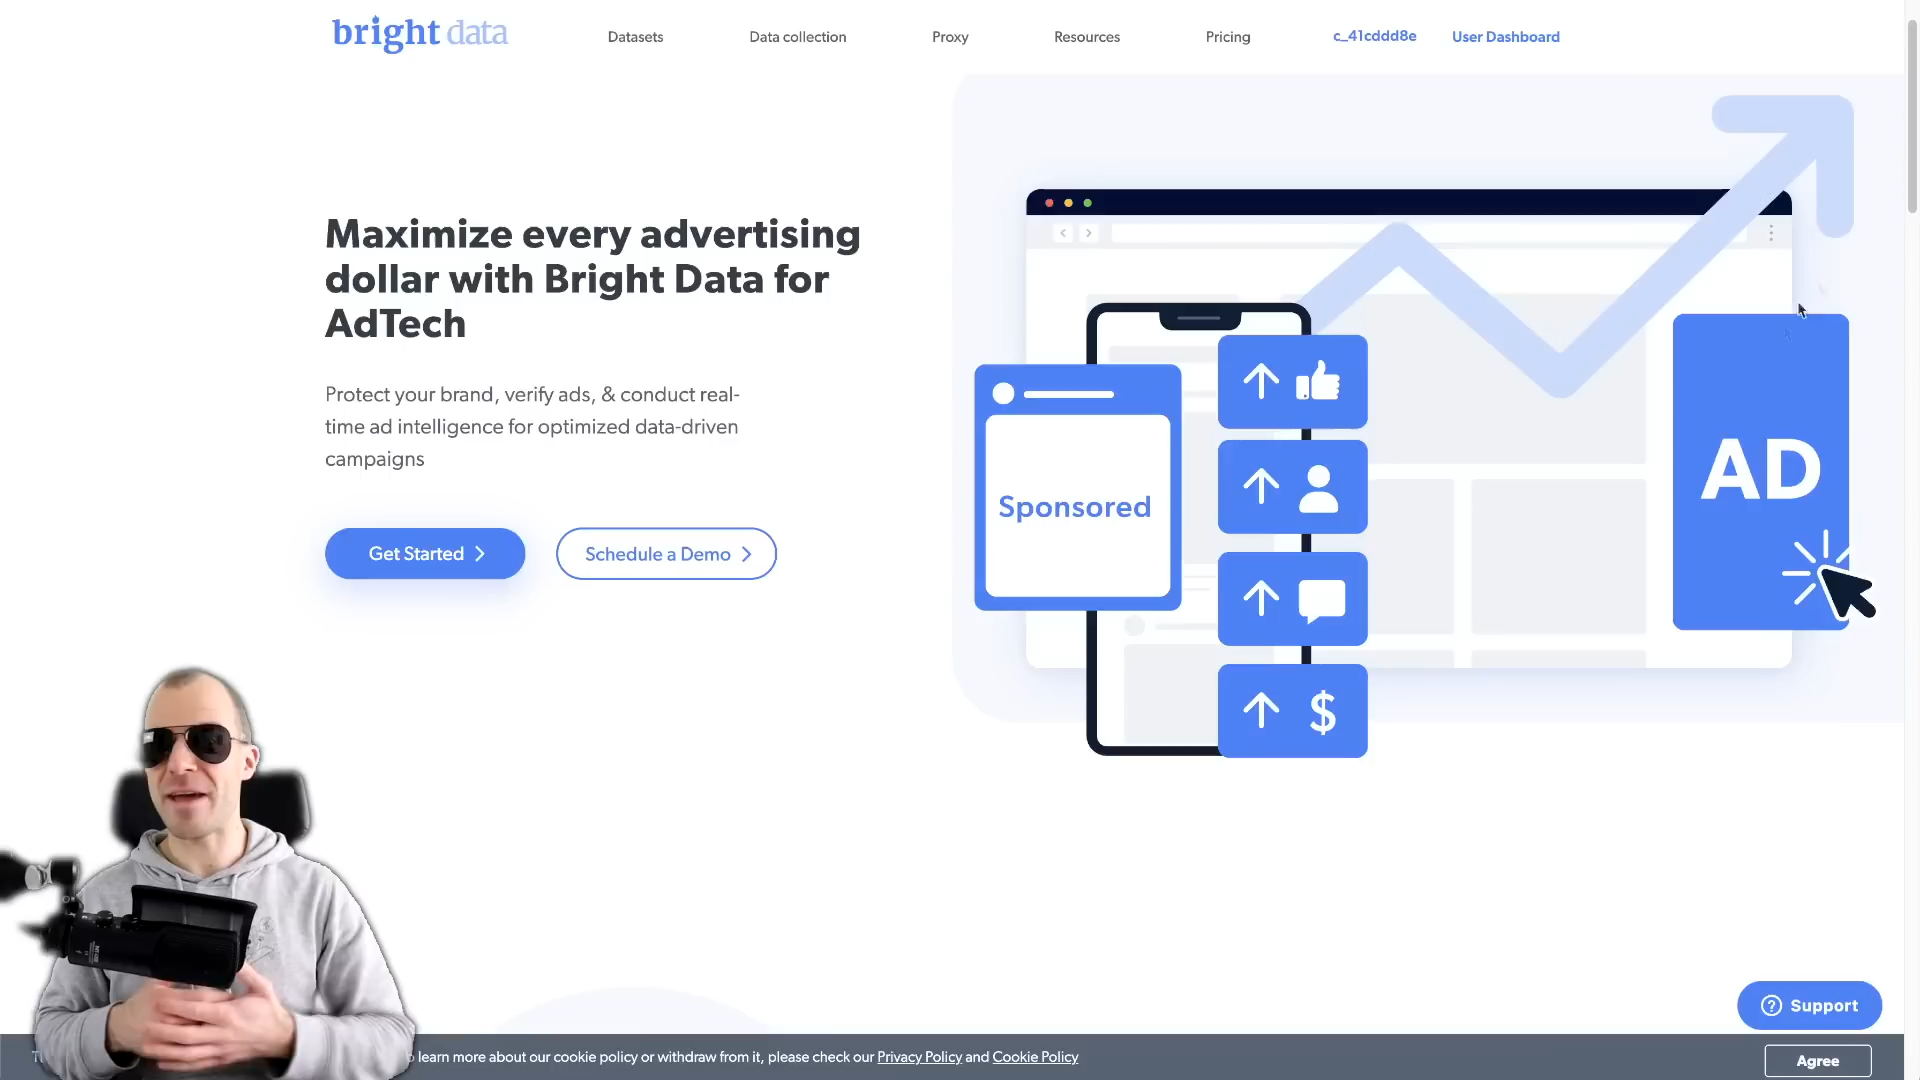 bright data
Datasets
Data collection
Proxy
Resources
Pricing
c_41cddd8e
User Dashboard
Maximize every advertising
dollar with Bright Data for
AdTech
Protect your brand, verify ads, & conduct real-
time ad intelligence for optimized data-driven
campaigns
Get Started
Schedule a Demo
Sponsored
$
AD
Support
learn more about our cookie policy or withdraw from it, please check our Privacy Policy and Cookie Policy
Agree